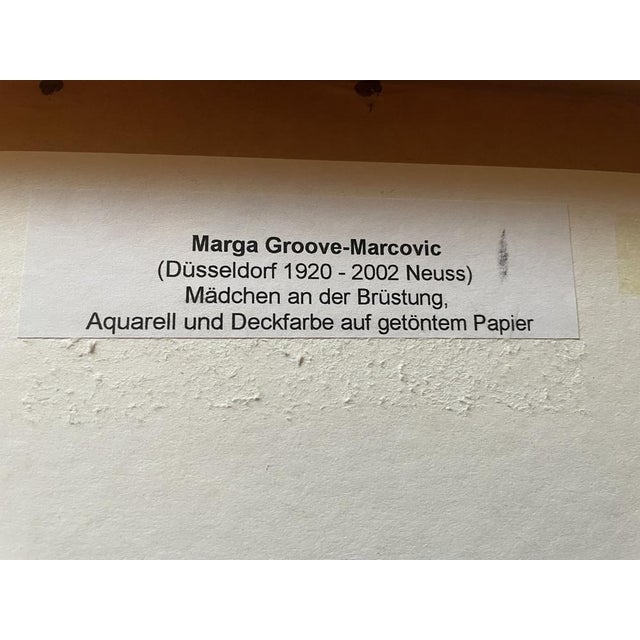 Marga Groove-Marcovic
(Düsseldorf 1920 - 2002 Neuss)
Mädchen an der Brüstung,
Aquarell und Deckfarbe auf getöntem Papier